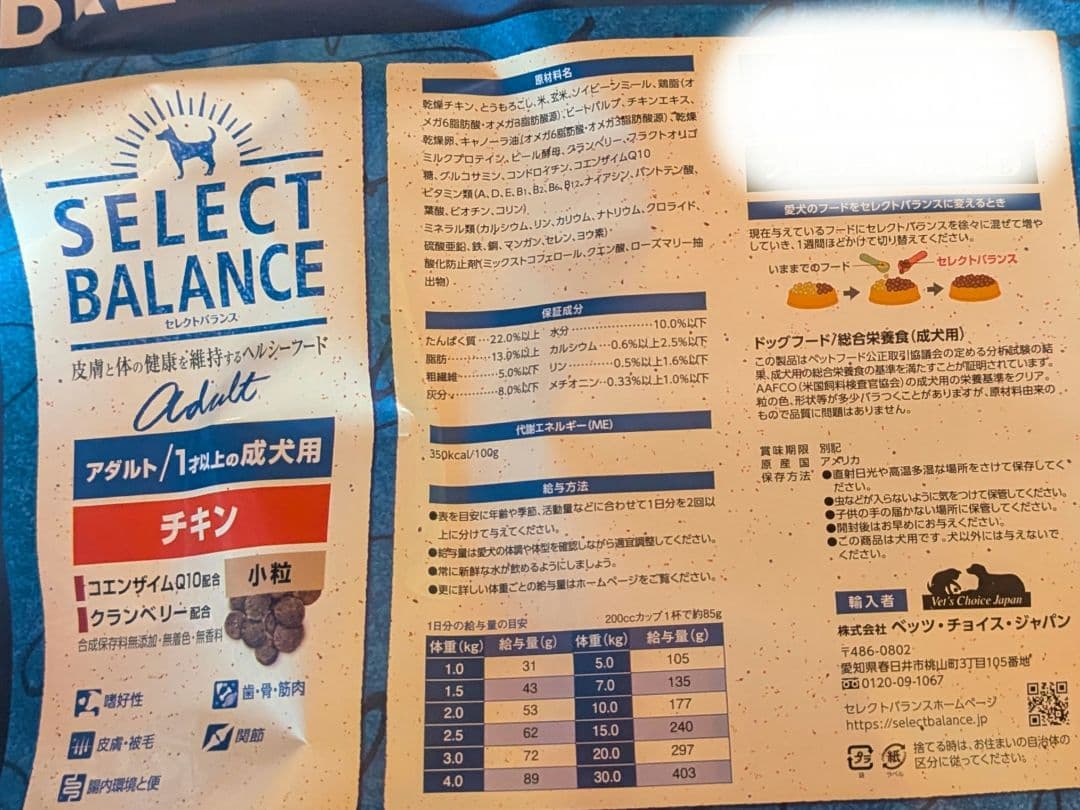 SELECT
BALANCE
セレクトバランス
皮膚と体の健康を維持するヘルシーフード
adult
アダルト/1才以上の成犬用
チキン
コエンザイムQ10配合
クランベリー配合
合成保存料無添加・無着色・無香料
小粒
嗜好性
歯・骨・筋肉
皮膚・被毛
関節
腸内環境と便
原材料名
乾燥チキン、とうもろこし、米、玄米、ソイビーンミール、鶏脂(オ
メガ6脂肪酸・オメガ3脂肪酸源)、ビートパルプ、チキンエキス、
乾燥卵、キャノーラ油(オメガ6脂肪酸・オメガ3脂肪酸源)、乾燥
ミルクプロテイン、ビール酵母、クランベリー、フラクトオリゴ
糖、グルコサミン、コンドロイチン、コエンザイムQ10
ビタミン類(A、D、E、B1、B2、B6、B12、ナイアシン、パントテン酸、
葉酸、ビオチン、コリン)
ミネラル類(カルシウム、リン、カリウム、ナトリウム、クロライド、
硫酸亜鉛、鉄、銅、マンガン、セレン、ヨウ素)
酸化防止剤(ミックストコフェロール、クエン酸、ローズマリー抽
出物)
保証成分
たんぱく質…22.0%以上 水分……………10.0%以下
脂肪……13.0%以上 カルシウム…0.6%以上2.5%以下
粗繊維……5.0%以下 リン………0.5%以上1.6%以下
灰分………8.0%以下 メチオニン…0.33%以上1.0%以下
代謝エネルギー(ME)
350kcal/100g
給与方法
●表を目安に年齢や季節、活動量などに合わせて1日分を2回以
上に分けて与えてください。
●給与量は愛犬の体調や体型を確認しながら適宜調整してください。
●常に新鮮な水が飲めるようにしましょう。
●更に詳しい体重ごとの給与量はホームページをご覧ください。
1日分の給与量の目安 200ccカップ1杯で約85g
体重(kg) 給与量(g) 体重(kg) 給与量(g)
1.0 31 5.0 105
1.5 43 7.0 135
2.0 53 10.0 177
2.5 62 15.0 240
3.0 72 20.0 297
4.0 89 30.0 403
愛犬のフードをセレクトバランスに変えるとき
現在与えているフードにセレクトバランスを徐々に混ぜて増や
していき、1週間ほどかけて切り替えてください。
いままでのフード セレクトバランス
ドッグフード/総合栄養食(成犬用)
この製品はペットフード公正取引協議会の定める分析試験の結
果、成犬用の総合栄養食の基準を満たすことが証明されています。
AAFCO(米国飼料検査官協会)の成犬用の栄養基準をクリア。
粒の色、形状等が多少バラつくことがありますが、原材料由来の
もので品質に問題はありません。
賞味期限 別記
原産国 アメリカ
保存方法 ●直射日光や高温多湿な場所をさけて保存してく
ださい。
●虫などが入らないように気をつけて保管してください。
●子供の手の届かない場所に保管してください。
●開封後はお早めにお与えください。
●この商品は犬用です。犬以外には与えないで
ください。
輸入者
Vet's Choice Japan
株式会社 ベッツ・チョイス・ジャパン
〒486-0802
愛知県春日井市桃山町3丁目105番地
0120-09-1067
セレクトバランスホームページ
https://selectbalance.jp
プラ
袋
紙
ラベル
捨てる時は、お住まいの自治体の
区分に従ってください。